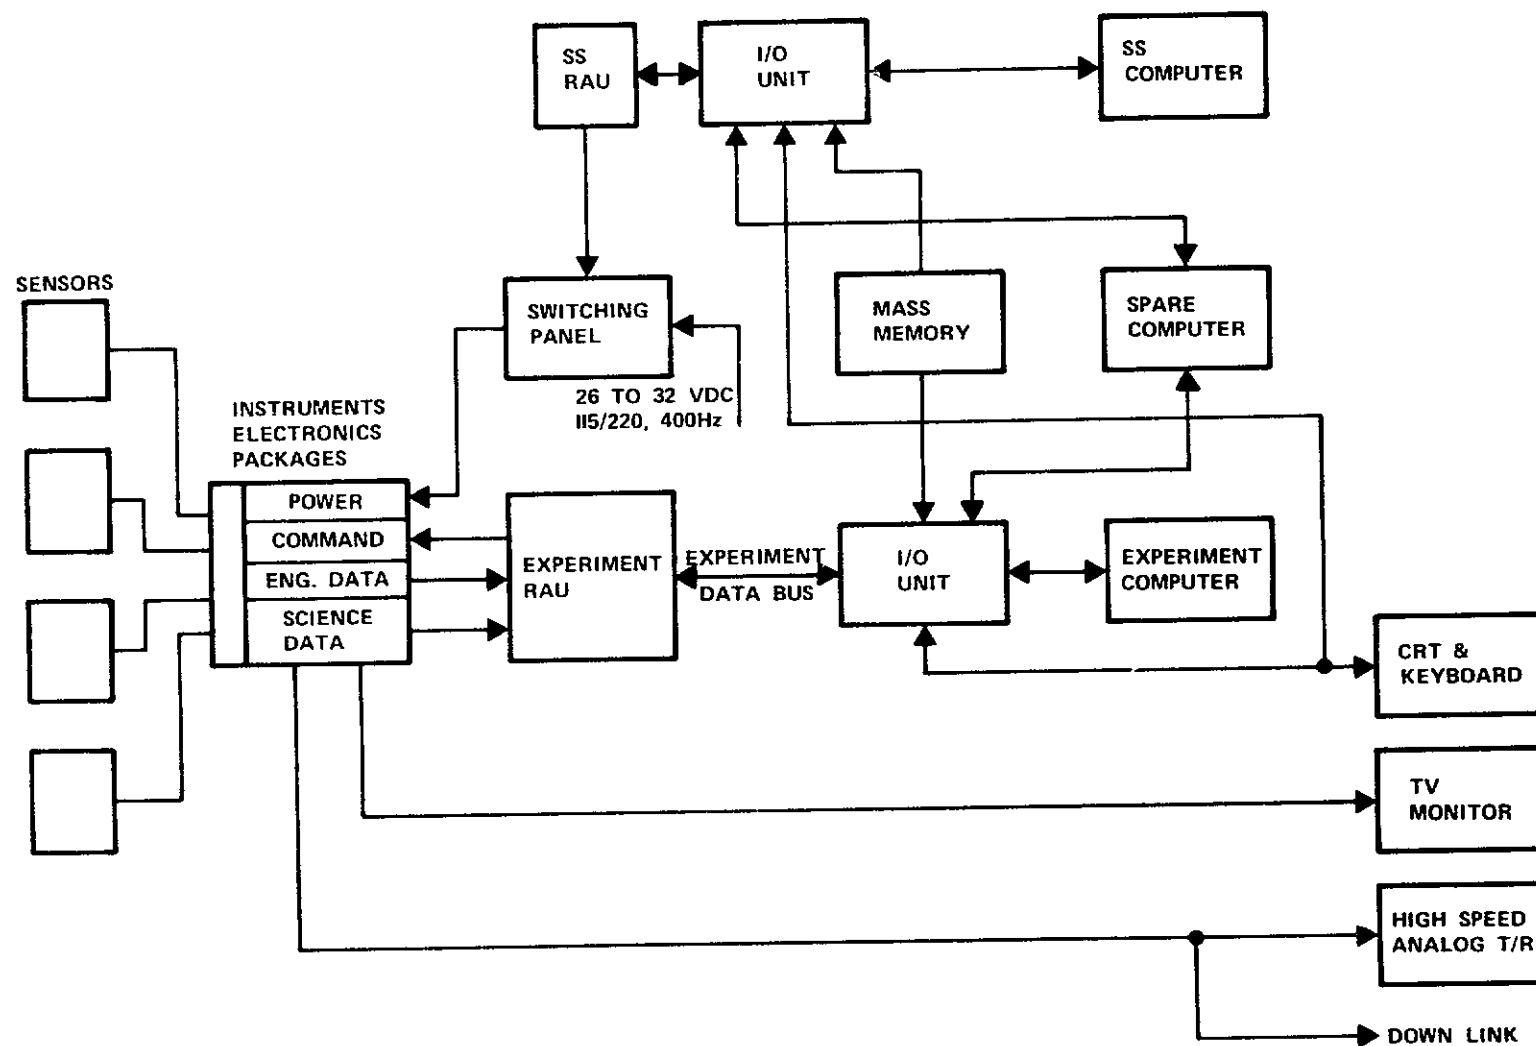 SS
RAU
I/O
UNIT
SS
COMPUTER
SENSORS
SWITCHING
PANEL
MASS
MEMORY
SPARE
COMPUTER
26 TO 32 VDC
115/220, 400Hz
INSTRUMENTS
ELECTRONICS
PACKAGES
POWER
COMMAND
ENG. DATA
SCIENCE
DATA
EXPERIMENT
RAU
EXPERIMENT
DATA BUS
I/O
UNIT
EXPERIMENT
COMPUTER
CRT &
KEYBOARD
TV
MONITOR
HIGH SPEED
ANALOG T/R
DOWN LINK